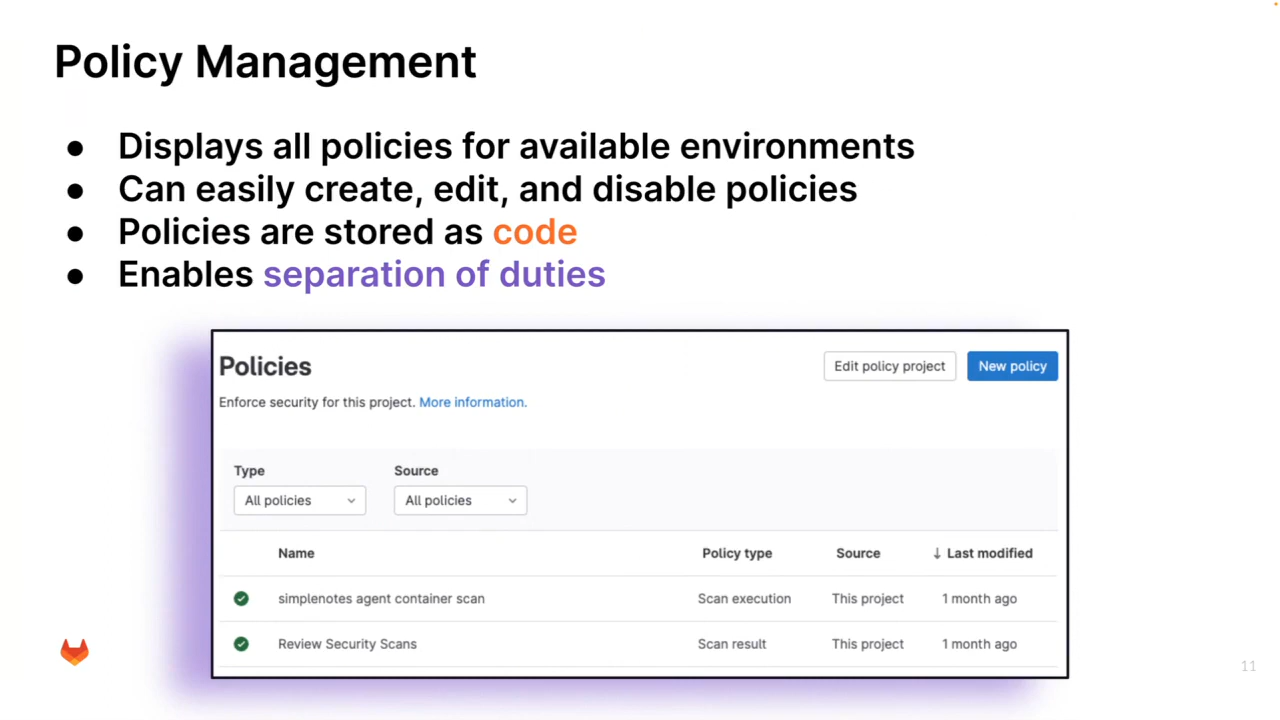 Policy Management
● Displays all policies for available environments
● Can easily create, edit, and disable policies
● Policies are stored as code
● Enables separation of duties
Policies Edit policy project New policy
Enforce security for this project. More information.
Type Source
All policies All policies
Name Policy type Source ↓ Last modified
simplenotes agent container scan Scan execution This project 1 month ago
Review Security Scans Scan result This project 1 month ago
11